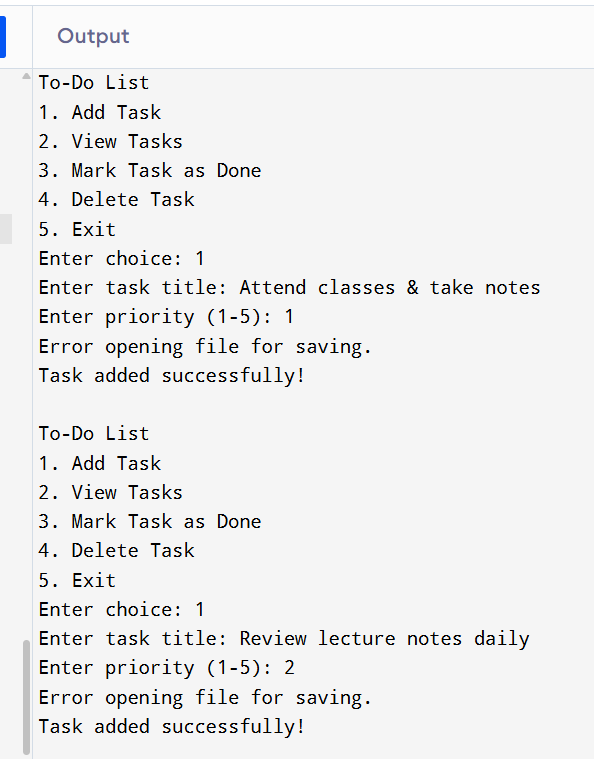 Output
To-Do List
1. Add Task
2. View Tasks
3. Mark Task as Done
4. Delete Task
5. Exit
Enter choice: 1
Enter task title: Attend classes & take notes
Enter priority (1-5): 1
Error opening file for saving.
Task added successfully!

To-Do List
1. Add Task
2. View Tasks
3. Mark Task as Done
4. Delete Task
5. Exit
Enter choice: 1
Enter task title: Review lecture notes daily
Enter priority (1-5): 2
Error opening file for saving.
Task added successfully!